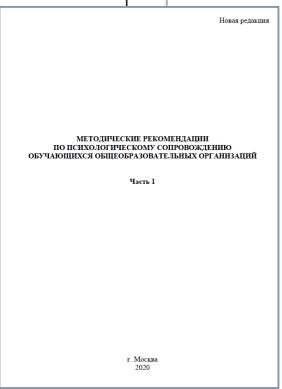 Новая редакция
МЕТОДИЧЕСКИЕ РЕКОМЕНДАЦИИ
ПО ПСИХОЛОГИЧЕСКОМУ СОПРОВОЖДЕНИЮ
ОБУЧАЮЩИХСЯ ОБЩЕОБРАЗОВАТЕЛЬНЫХ ОРГАНИЗАЦИЙ
Часть 1
г. Москва
2020